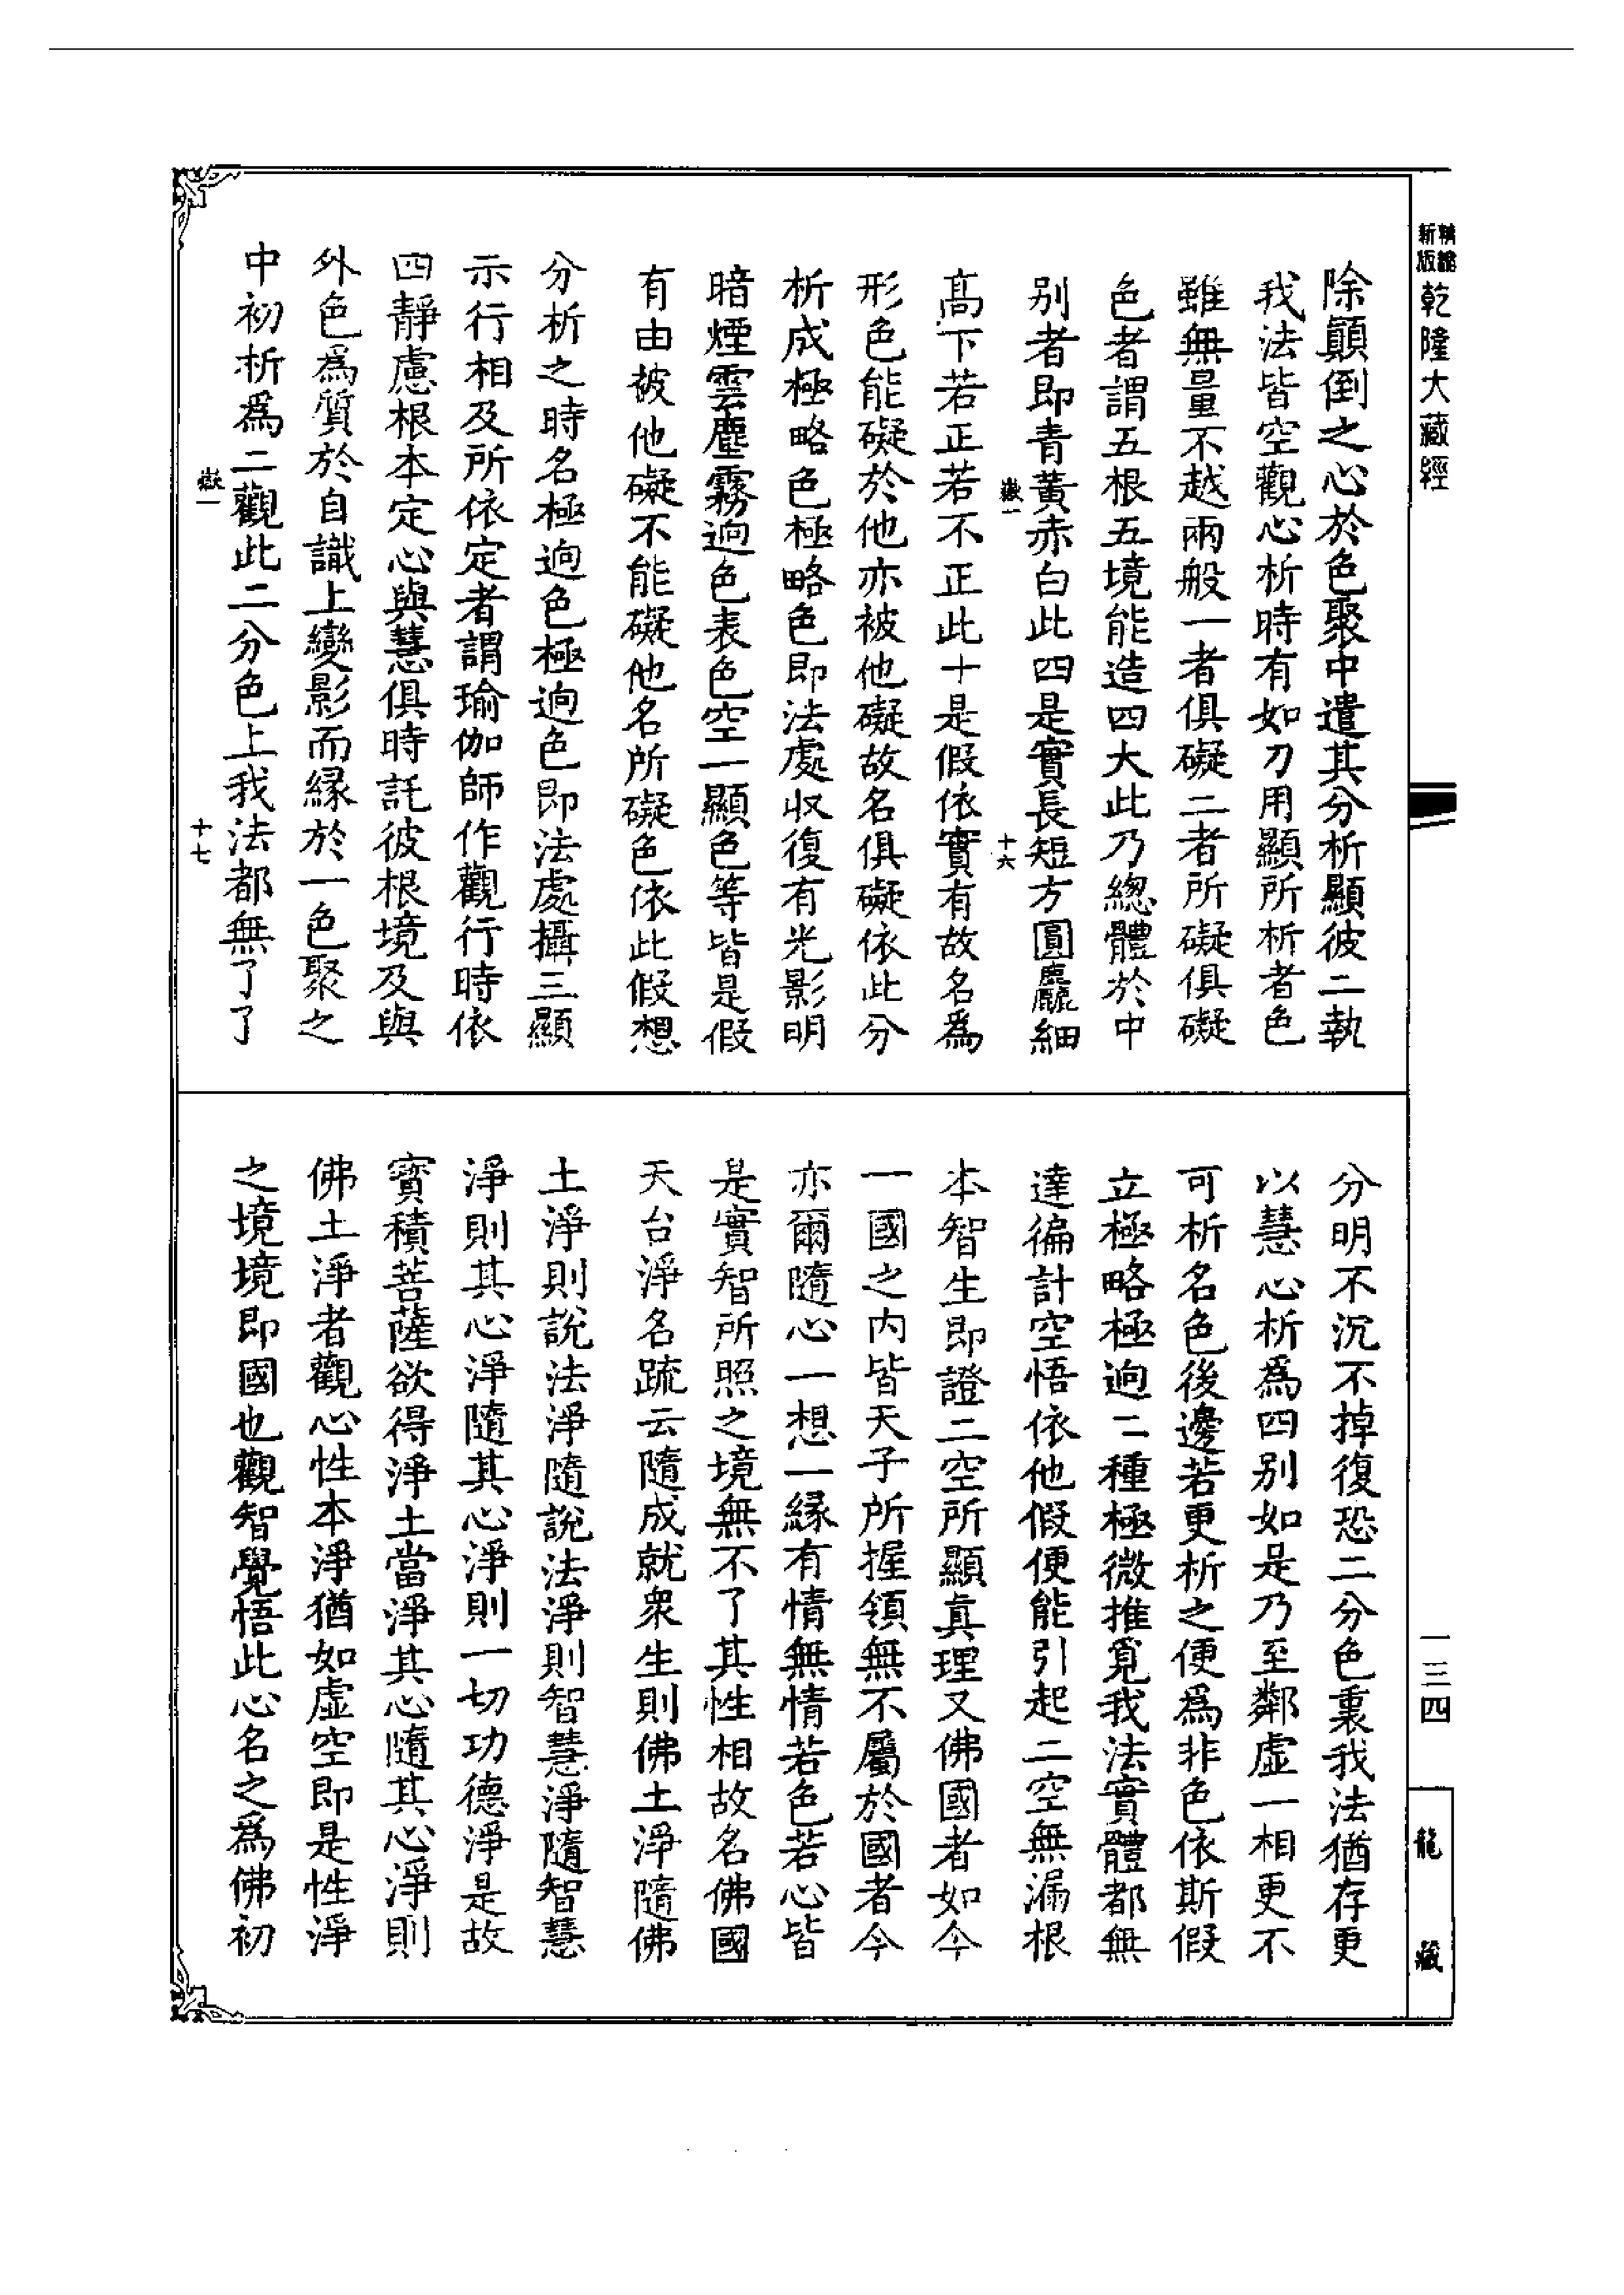 新版 精縮 乾隆大藏經
除顛倒之心於色聚中遣其分析顯彼二執
我法皆空觀心析時有如刀用顯所析者色
雖無量不越兩般一者俱礙二者所礙俱礙
色者謂五根五境能造四大此乃總體於中
別者即青黃赤白此四是實長短方圓麤細
嶽一 十六
高下若正若不正此十是假依實有故名為
形色能礙於他亦被他礙故名俱礙依此分
析成極略色極略色即法處収復有光影明
暗煙雲塵霧逈色表色空一顯色等皆是假
有由被他礙不能礙他名所礙色依此假想
分析之時名極逈色極逈色即法處攝三顯
示行相及所依定者謂瑜伽師作觀行時依
四靜慮根本定心與慧俱時託彼根境及與
外色為質於自識上變影而緣於一色聚之
中初析為二觀此二分色上我法都無了了
嶽一 十七
分明不沉不掉復恐二分色裏我法猶存更
以慧心析為四別如是乃至鄰虛一相更不
可析名色後邊若更析之便為非色依斯假
立極略極逈二種極微推覓我法實體都無
達徧計空悟依他假便能引起二空無漏根
本智生即證二空所顯真理又佛國者如今
一國之內皆天子所握領無不屬於國者今
亦爾隨心一想一緣有情無情若色若心皆
是實智所照之境無不了其性相故名佛國
天台淨名疏云隨成就衆生則佛土淨隨佛
土淨則說法淨隨說法淨則智慧淨隨智慧
淨則其心淨隨其心淨則一切功德淨是故
寶積菩薩欲得淨土當淨其心隨其心淨則
佛土淨者觀心性本淨猶如虛空即是性淨
之境境即國也觀智覺悟此心名之為佛初
一三四
龍藏